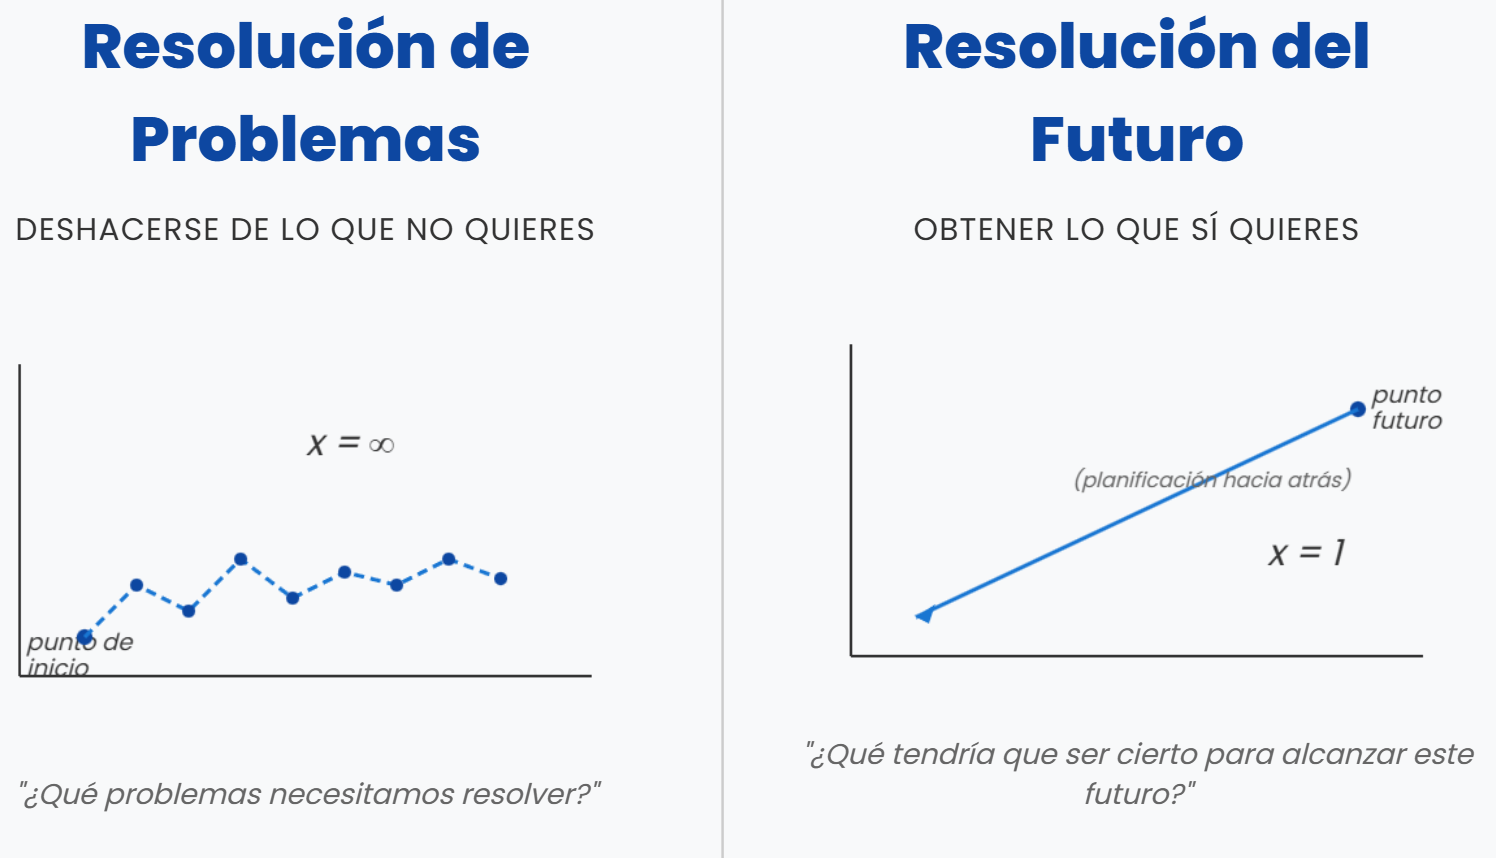 Resolución de
Problemas
DESHACERSE DE LO QUE NO QUIERES
x = ∞
punto de
inicio
"¿Qué problemas necesitamos resolver?"
Resolución del
Futuro
OBTENER LO QUE SÍ QUIERES
punto
futuro
(planificación hacia atrás)
x = 1
"¿Qué tendría que ser cierto para alcanzar este
futuro?"